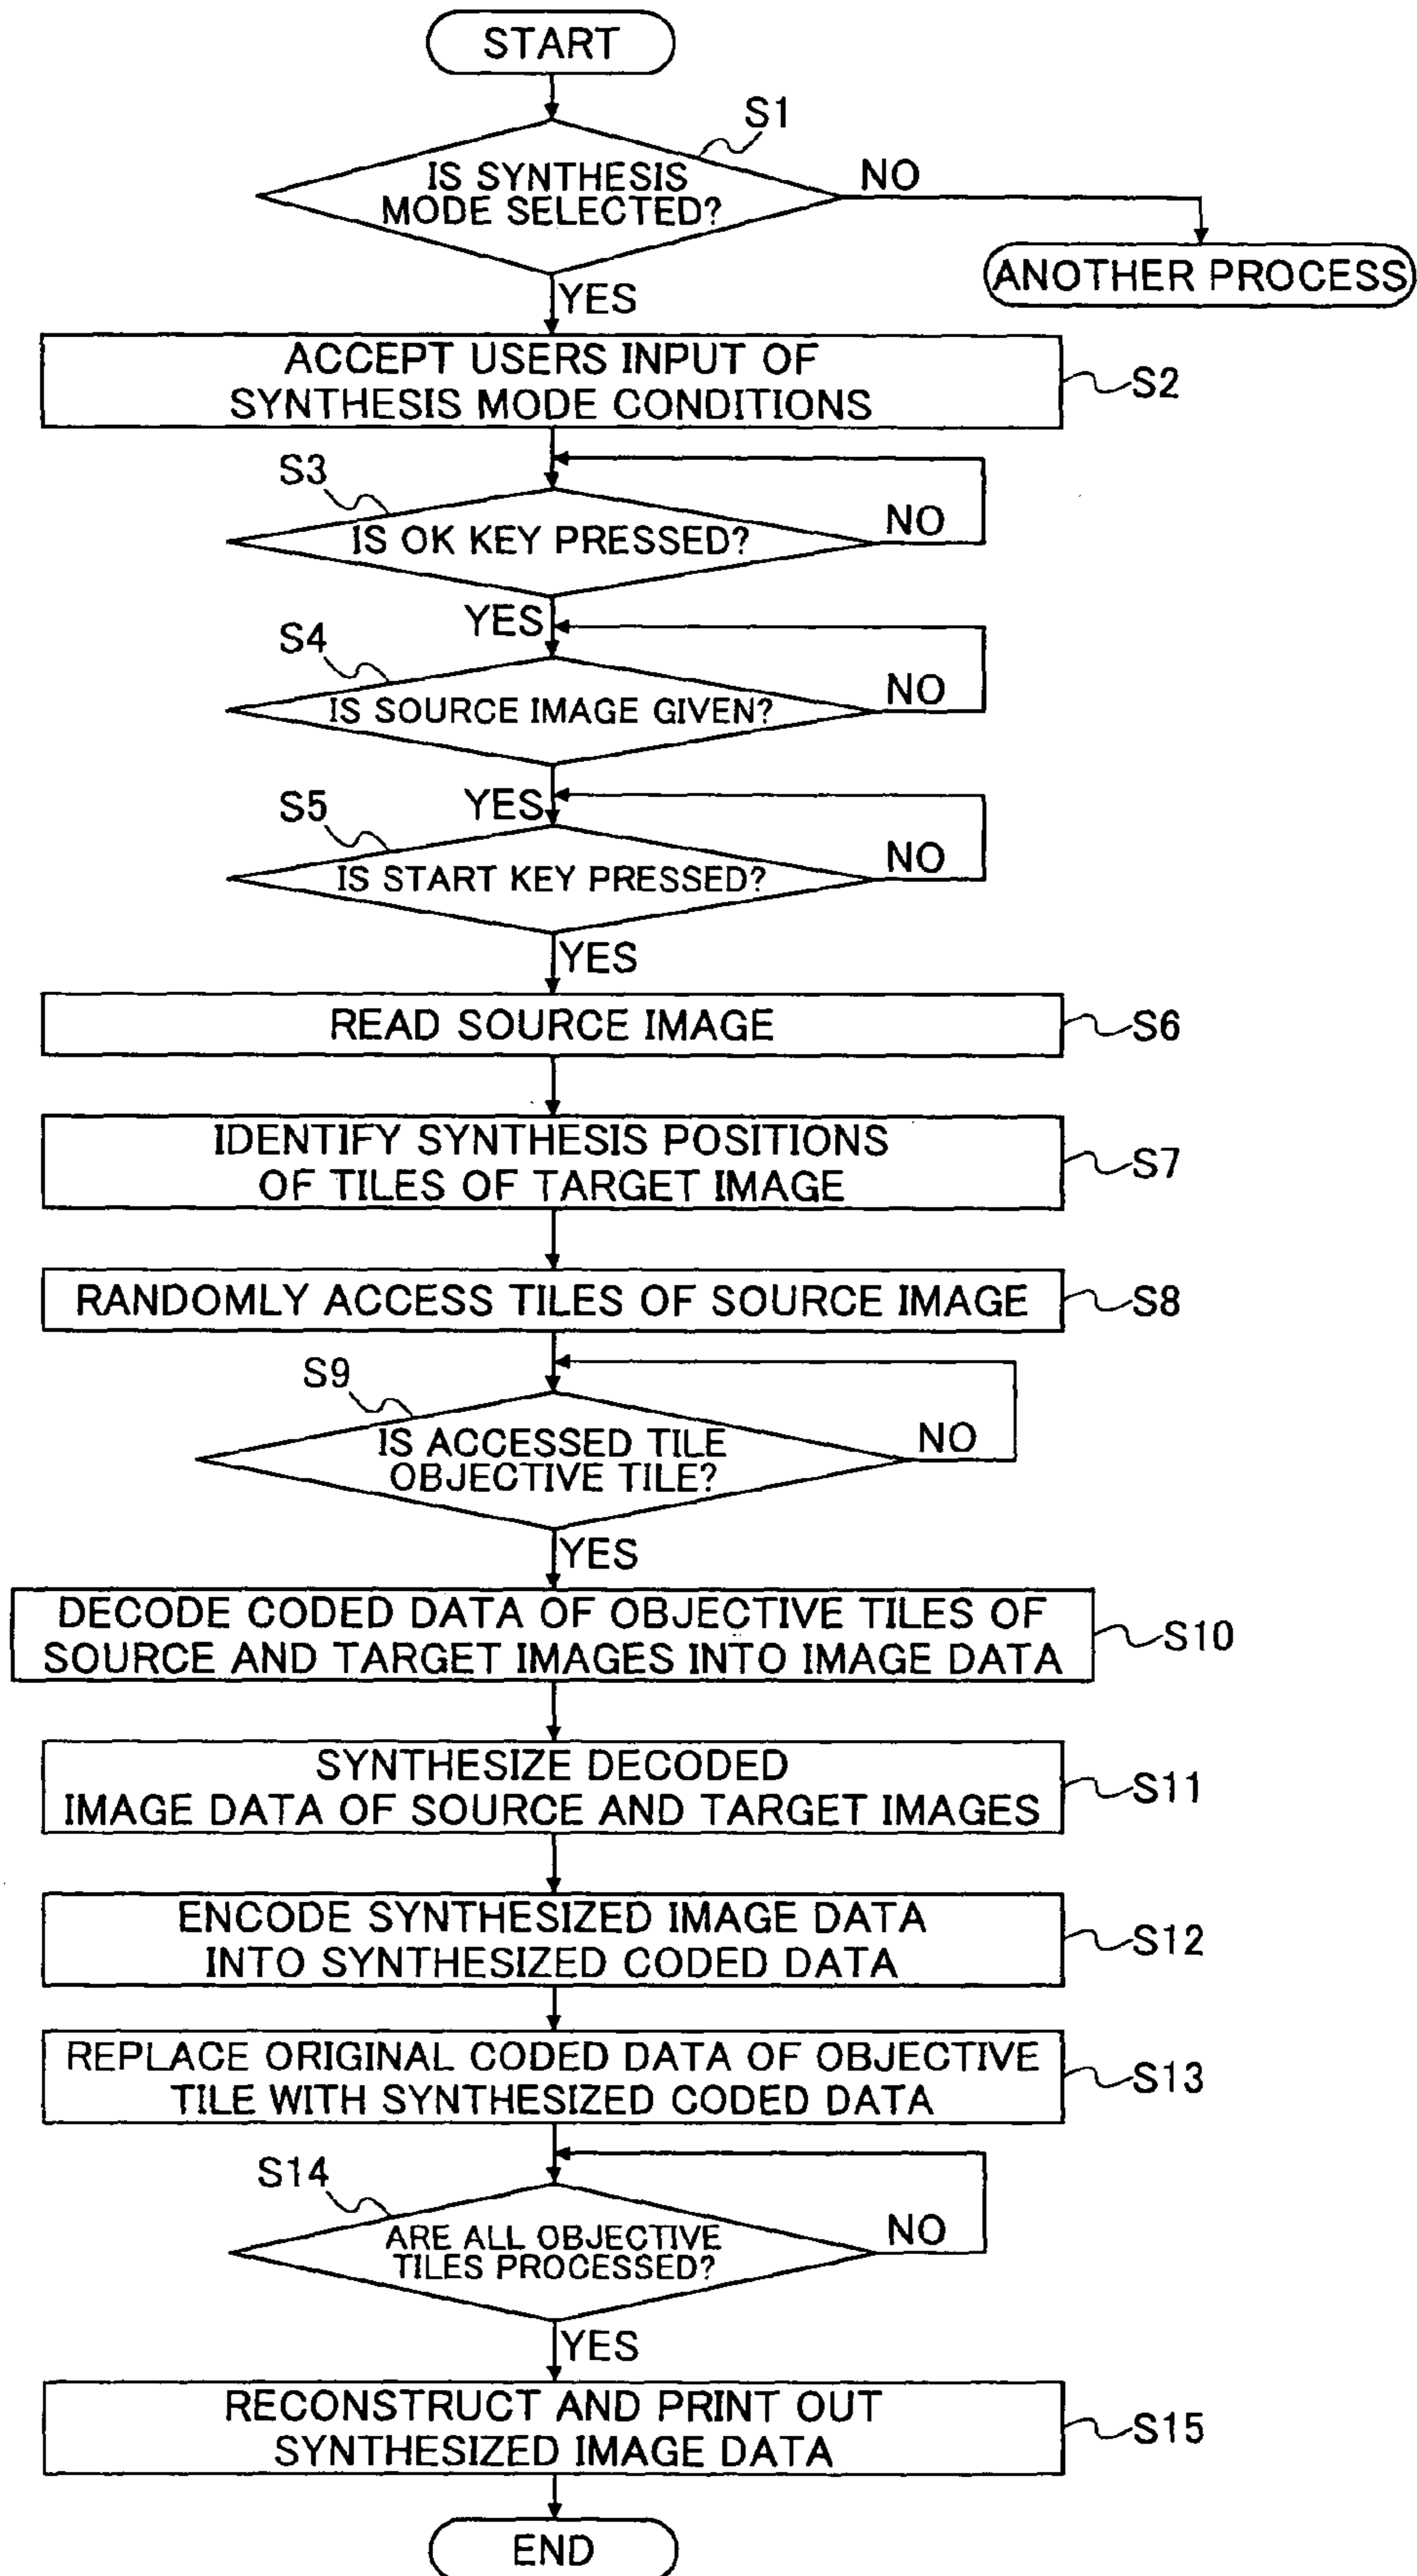 START
S1
IS SYNTHESIS
MODE SELECTED?
NO
ANOTHER PROCESS
YES
ACCEPT USERS INPUT OF
SYNTHESIS MODE CONDITIONS
S2
S3
IS OK KEY PRESSED?
NO
YES
S4
IS SOURCE IMAGE GIVEN?
NO
YES
S5
IS START KEY PRESSED?
NO
YES
READ SOURCE IMAGE
S6
IDENTIFY SYNTHESIS POSITIONS
OF TILES OF TARGET IMAGE
S7
RANDOMLY ACCESS TILES OF SOURCE IMAGE
S8
S9
IS ACCESSED TILE
OBJECTIVE TILE?
NO
YES
DECODE CODED DATA OF OBJECTIVE TILES OF
SOURCE AND TARGET IMAGES INTO IMAGE DATA
S10
SYNTHESIZE DECODED
IMAGE DATA OF SOURCE AND TARGET IMAGES
S11
ENCODE SYNTHESIZED IMAGE DATA
INTO SYNTHESIZED CODED DATA
S12
REPLACE ORIGINAL CODED DATA OF OBJECTIVE
TILE WITH SYNTHESIZED CODED DATA
S13
S14
ARE ALL OBJECTIVE
TILES PROCESSED?
NO
YES
RECONSTRUCT AND PRINT OUT
SYNTHESIZED IMAGE DATA
S15
END